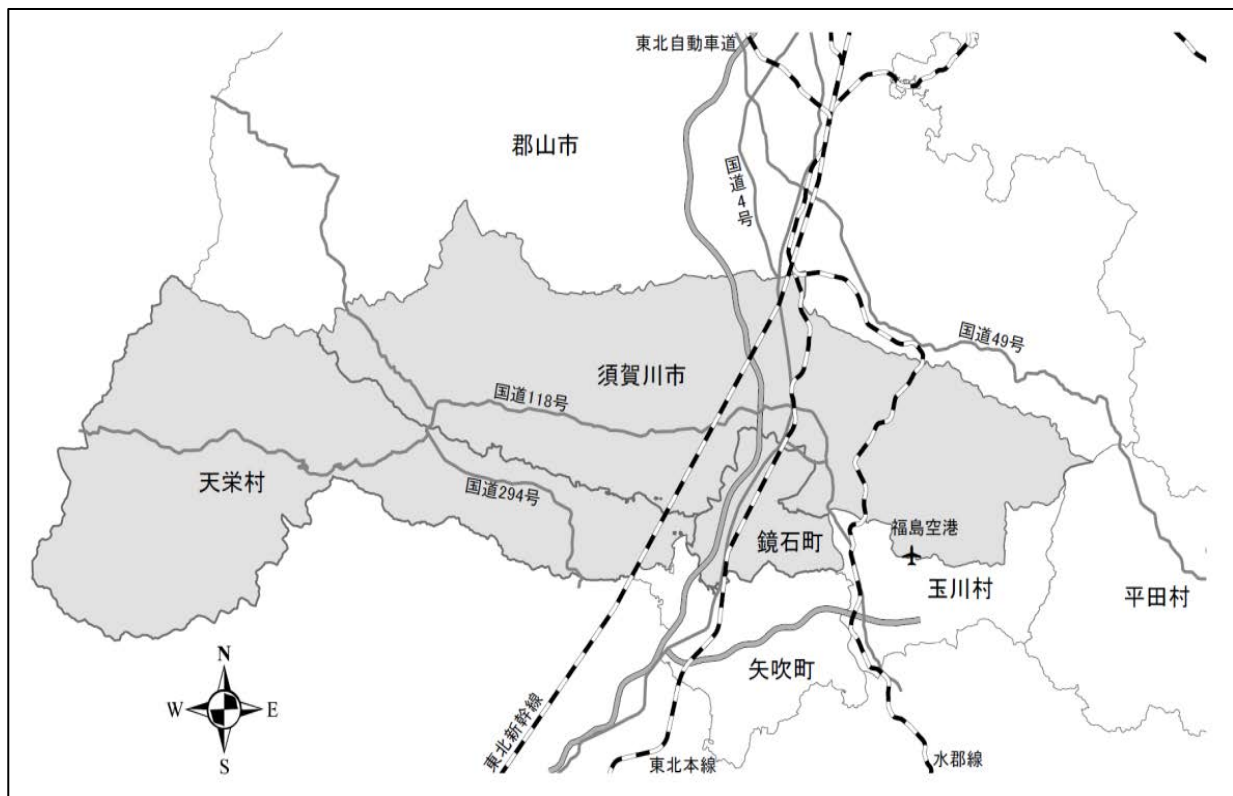 東北自動車道
郡山市
国道4号
国道49号
須賀川市
国道118号
天栄村
国道294号
福島空港
鏡石町
玉川村
平田村
矢吹町
N
W
E
S
東北新幹線
東北本線
水郡線